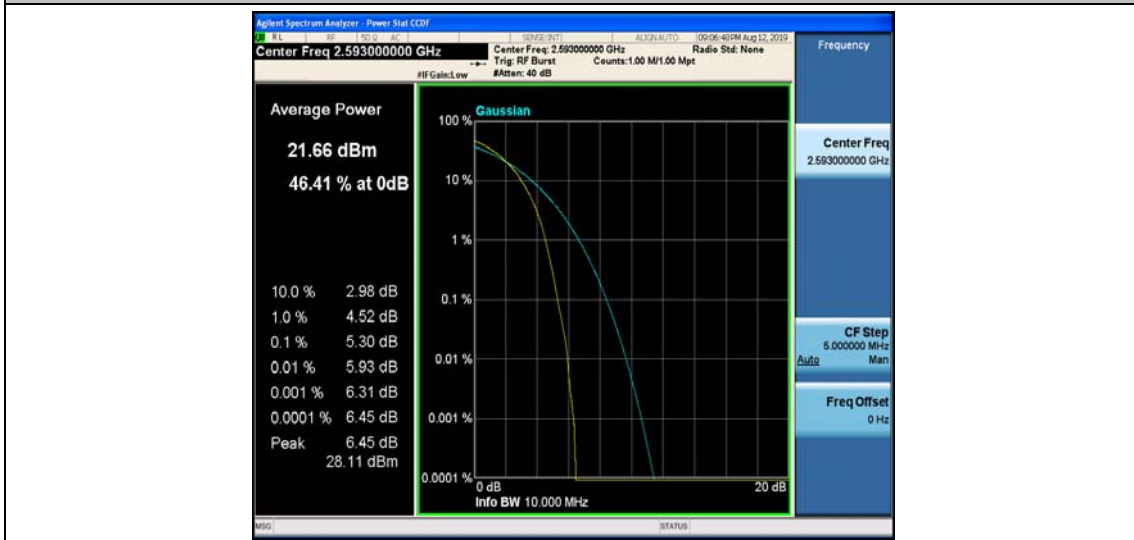 Agilent Spectrum Analyzer - Power Stat CCDF
RL RF 50 Ω AC SENSE:INT ALIGNAUTO 09:06:48PM Aug 12, 2019
Center Freq 2.593000000 GHz
Center Freq: 2.593000000 GHz Radio Std: None
Trig: RF Burst Counts:1.00 M/1.00 Mpt
#IFGain:Low #Atten: 40 dB
Frequency
Average Power
21.66 dBm
46.41 % at 0dB
10.0 % 2.98 dB
1.0 % 4.52 dB
0.1 % 5.30 dB
0.01 % 5.93 dB
0.001 % 6.31 dB
0.0001 % 6.45 dB
Peak 6.45 dB
28.11 dBm
Gaussian
100 %
10 %
1 %
0.1 %
0.01 %
0.001 %
0.0001 %
0 dB 20 dB
Info BW 10.000 MHz
Center Freq
2.593000000 GHz
CF Step
5.000000 MHz
Auto Man
Freq Offset
0 Hz
MSG STATUS